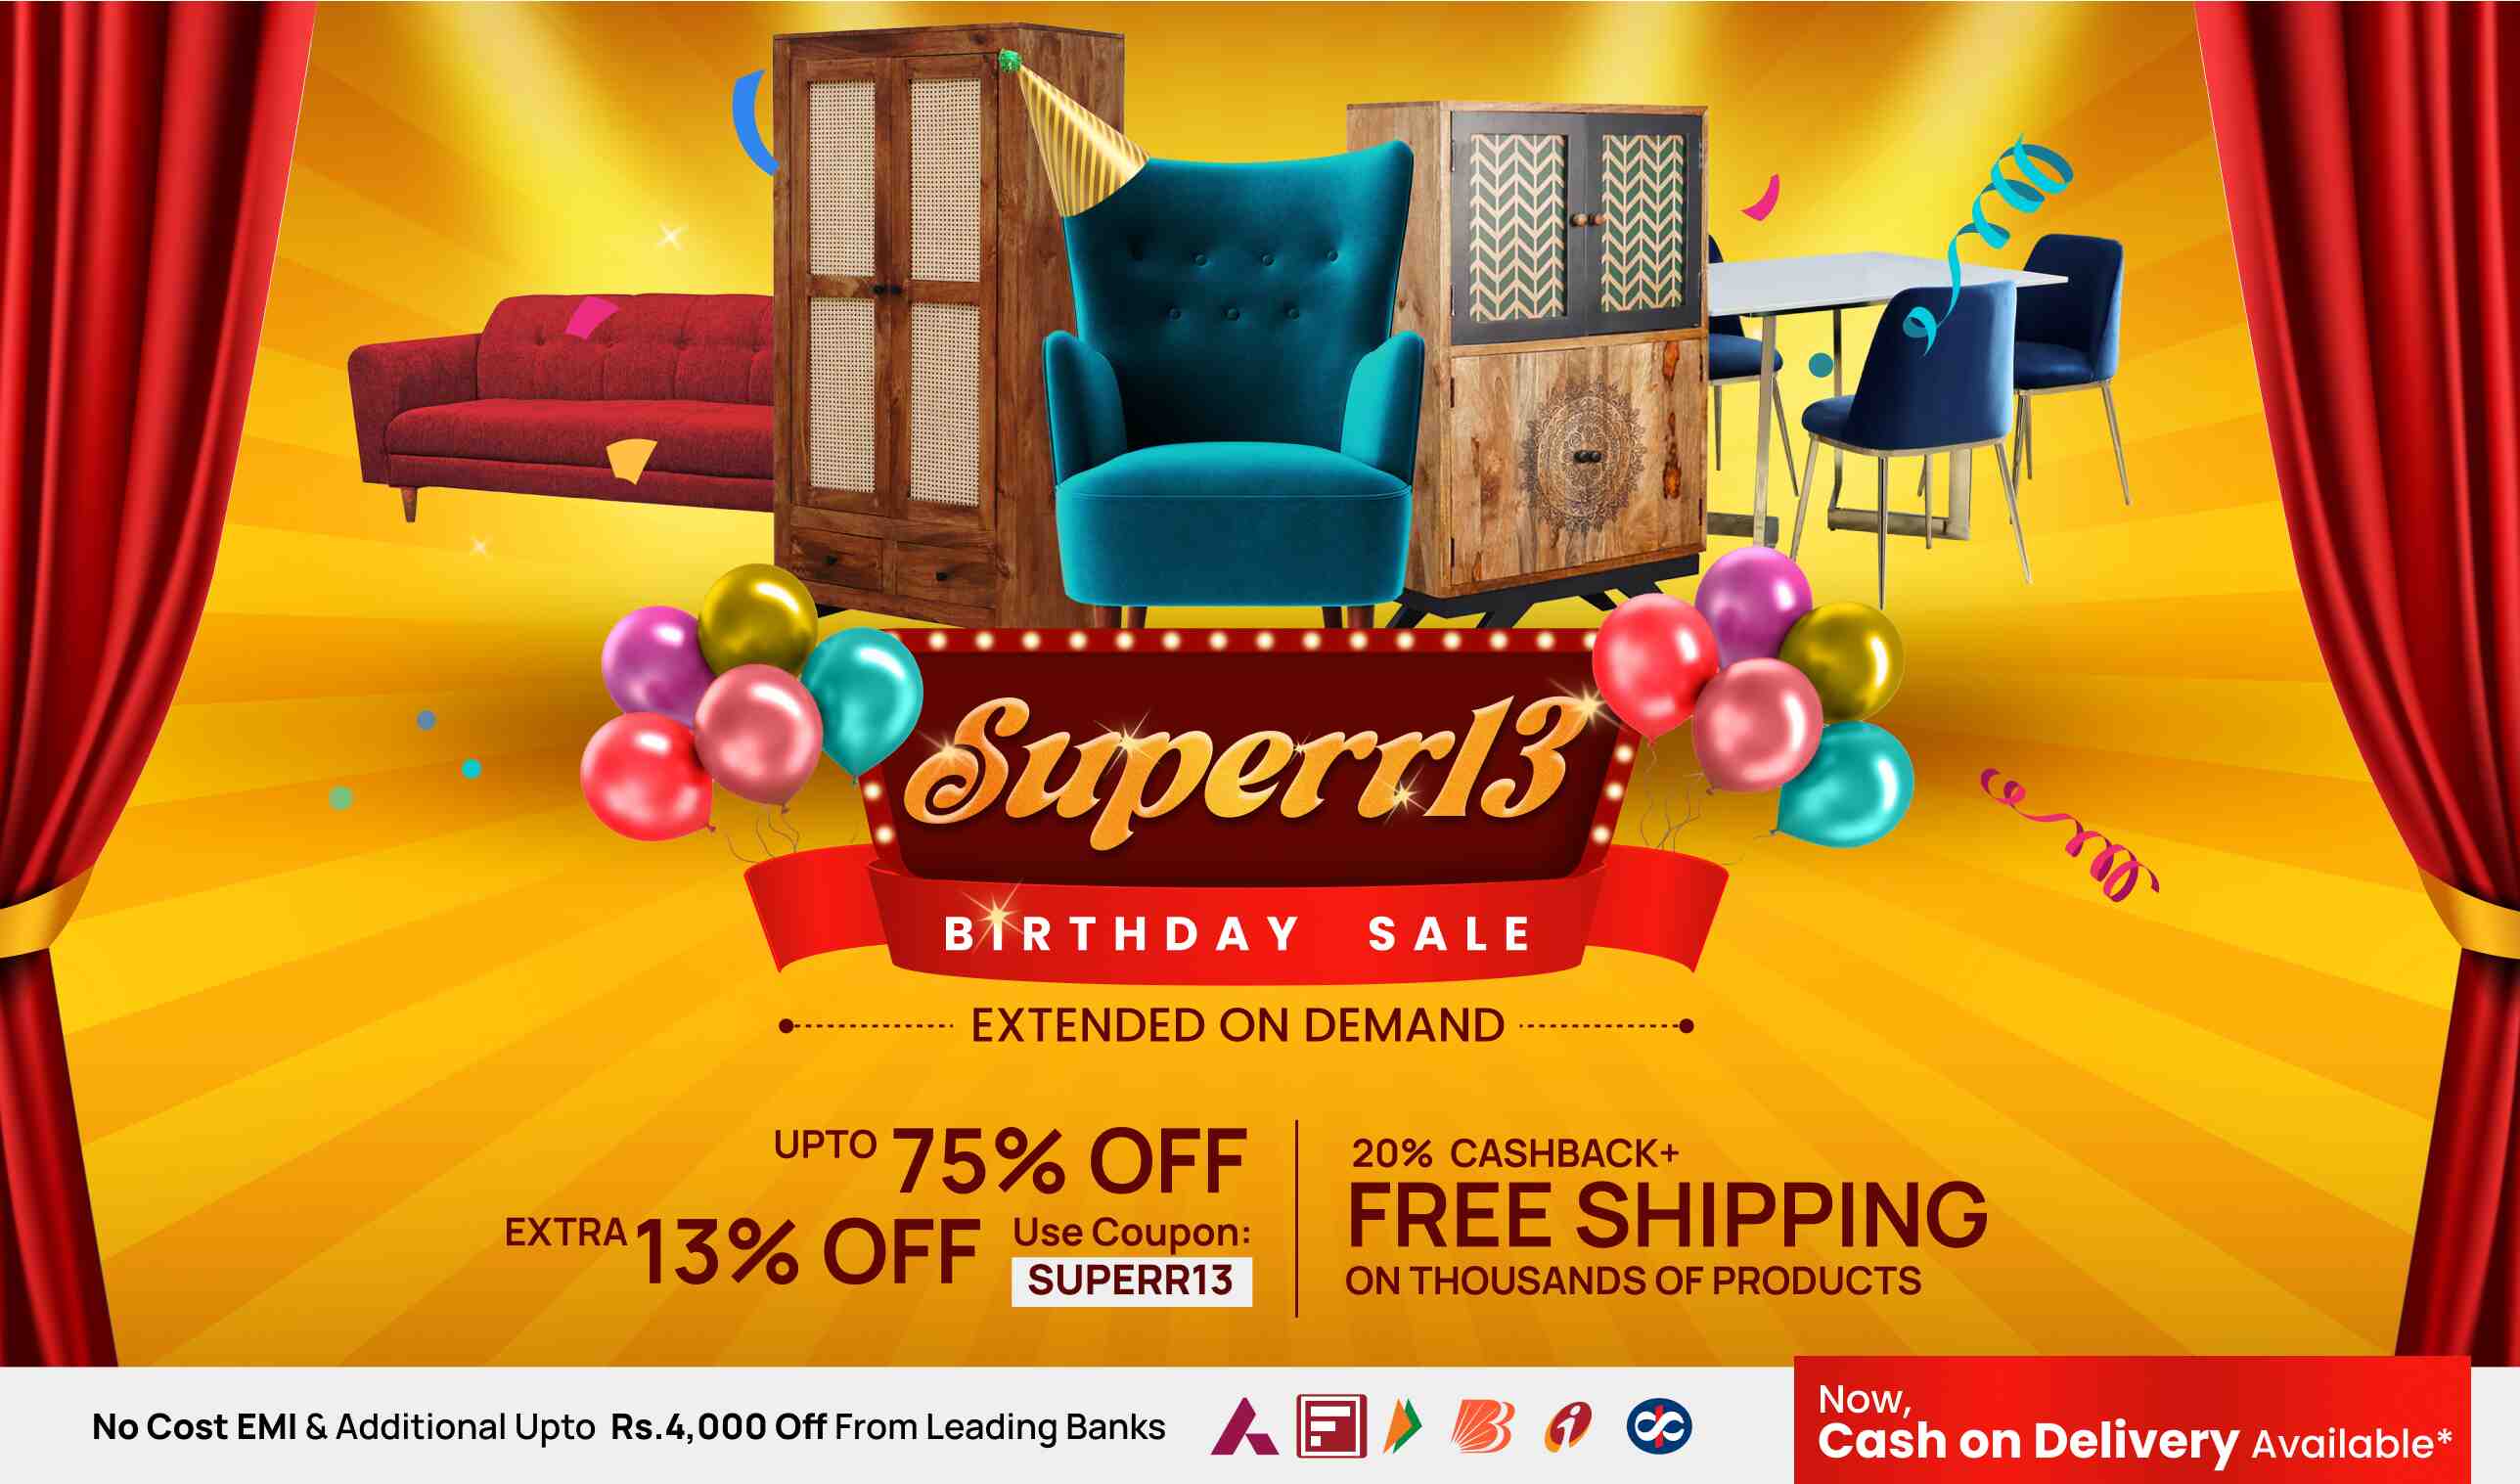 Superr13
BIRTHDAY SALE
EXTENDED ON DEMAND
UPTO 75% OFF
EXTRA 13% OFF Use Coupon:
SUPERR13
20% CASHBACK+
FREE SHIPPING
ON THOUSANDS OF PRODUCTS
No Cost EMI & Additional Upto Rs.4,000 Off From Leading Banks
Now,
Cash on Delivery Available*